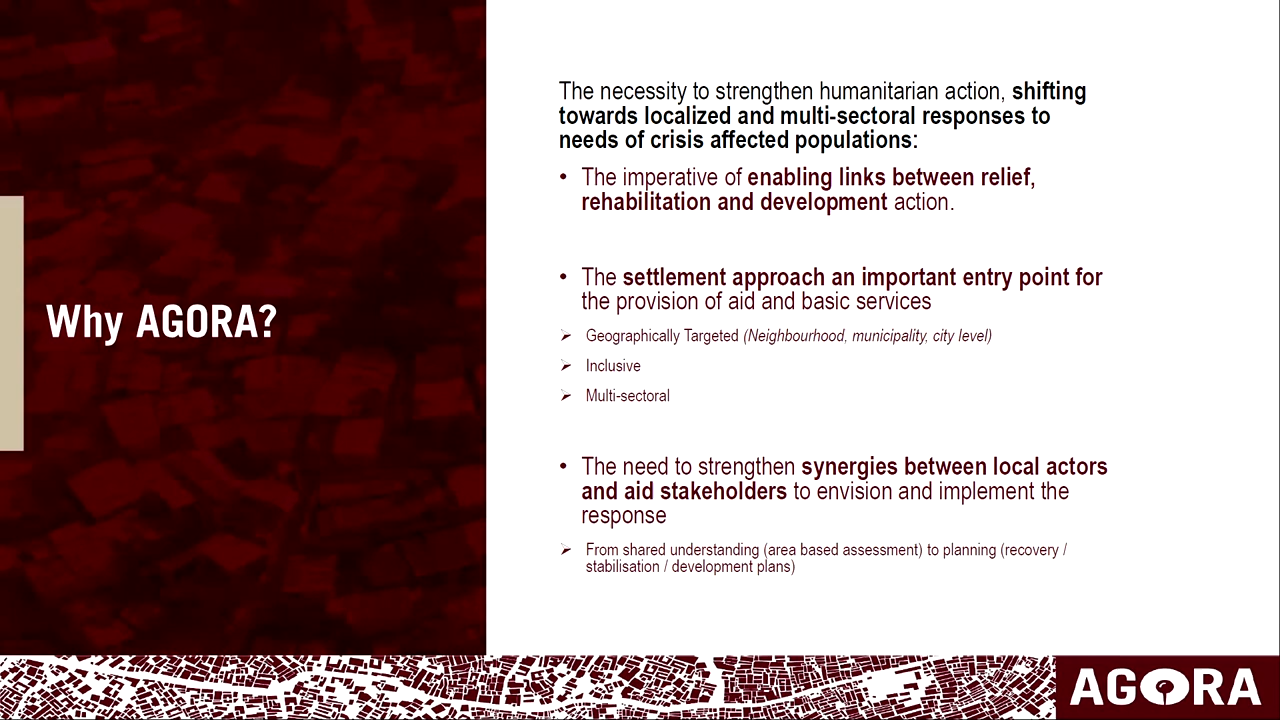 Why AGORA?
The necessity to strengthen humanitarian action, shifting
towards localized and multi-sectoral responses to
needs of crisis affected populations:
• The imperative of enabling links between relief,
rehabilitation and development action.
• The settlement approach an important entry point for
the provision of aid and basic services
➢ Geographically Targeted (Neighbourhood, municipality, city level)
➢ Inclusive
➢ Multi-sectoral
• The need to strengthen synergies between local actors
and aid stakeholders to envision and implement the
response
➢ From shared understanding (area based assessment) to planning (recovery /
stabilisation / development plans)
AGORA